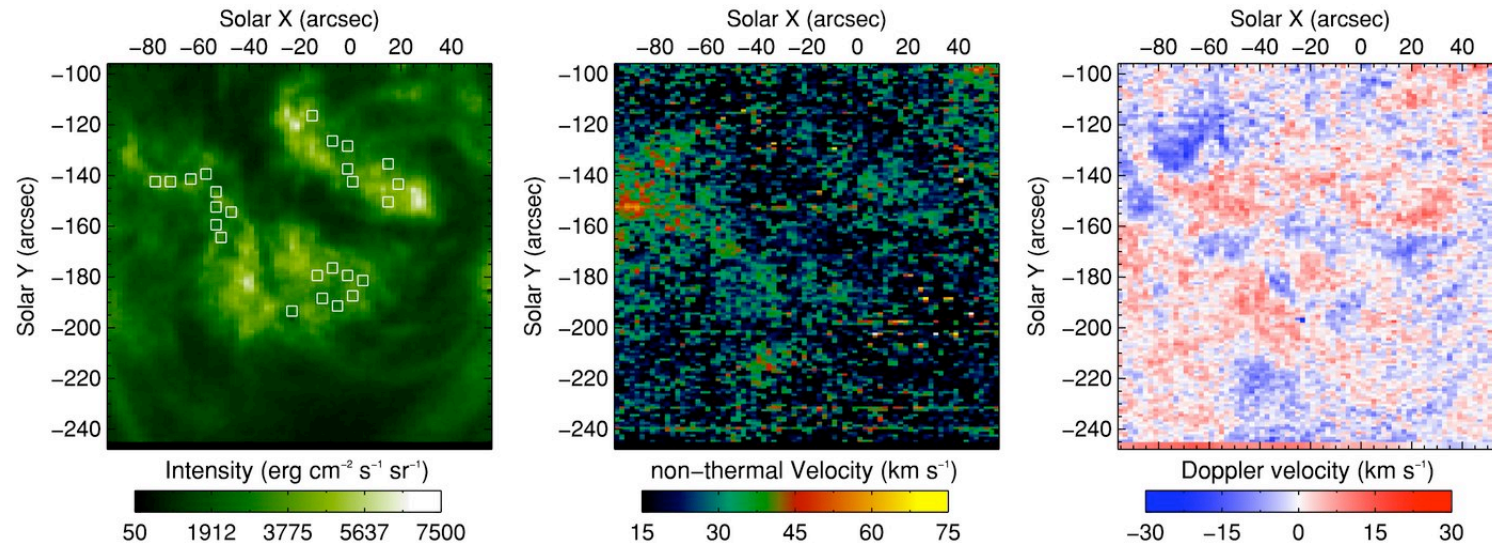 Solar X (arcsec)
−80 −60 −40 −20 0 20 40
−100
−120
−140
−160
−180
−200
−220
−240
Solar Y (arcsec)
Intensity (erg cm⁻² s⁻¹ sr⁻¹)
50 1912 3775 5637 7500
Solar X (arcsec)
−80 −60 −40 −20 0 20 40
−100
−120
−140
−160
−180
−200
−220
−240
Solar Y (arcsec)
non−thermal Velocity (km s⁻¹)
15 30 45 60 75
Solar X (arcsec)
−80 −60 −40 −20 0 20 40
−100
−120
−140
−160
−180
−200
−220
−240
Solar Y (arcsec)
Doppler velocity (km s⁻¹)
−30 −15 0 15 30